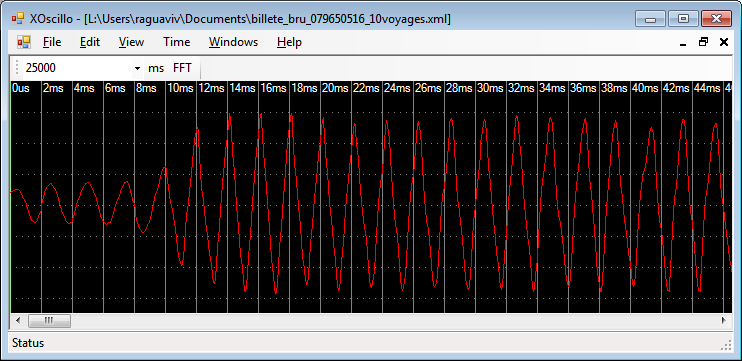 XOscillo - [L:\Users\raguaviv\Documents\billete_bru_079650516_10voyages.xml]
File Edit View Time Windows Help
25000 ms FFT
0us 2ms 4ms 6ms 8ms 10ms 12ms 14ms 16ms 18ms 20ms 22ms 24ms 26ms 28ms 30ms 32ms 34ms 36ms 38ms 40ms 42ms 44ms
Status